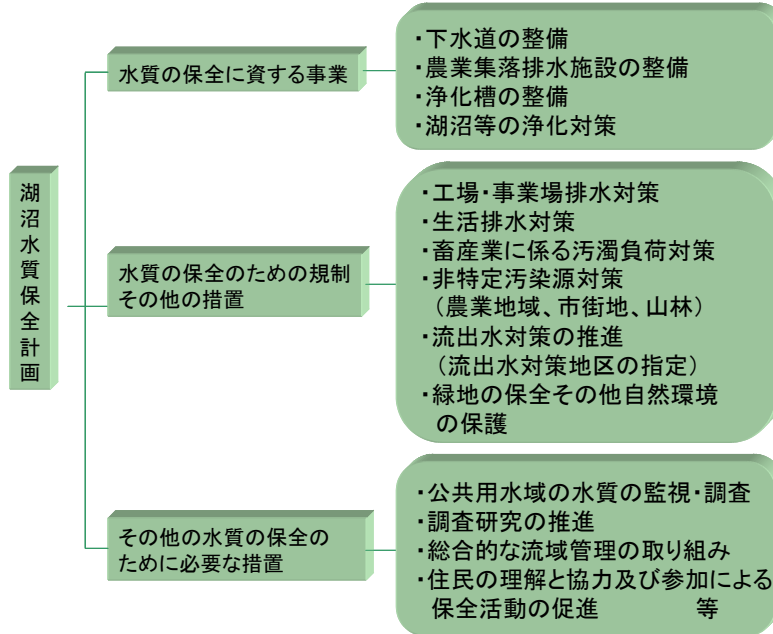 湖沼水質保全計画
水質の保全に資する事業
・下水道の整備
・農業集落排水施設の整備
・浄化槽の整備
・湖沼等の浄化対策
水質の保全のための規制
その他の措置
・工場・事業場排水対策
・生活排水対策
・畜産業に係る汚濁負荷対策
・非特定汚染源対策
（農業地域、市街地、山林）
・流出水対策の推進
（流出水対策地区の指定）
・緑地の保全その他自然環境
の保護
その他の水質の保全の
ために必要な措置
・公共用水域の水質の監視・調査
・調査研究の推進
・総合的な流域管理の取り組み
・住民の理解と協力及び参加による
保全活動の促進　　　等